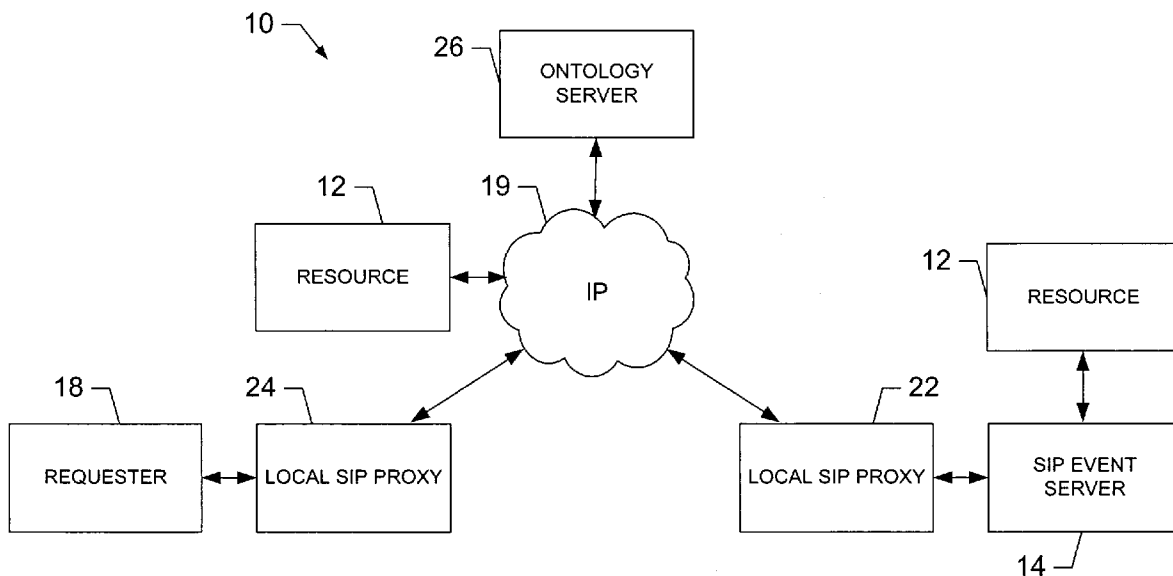 10
26
ONTOLOGY
SERVER
19
12
RESOURCE
IP
12
RESOURCE
18
REQUESTER
24
LOCAL SIP PROXY
22
LOCAL SIP PROXY
SIP EVENT
SERVER
14